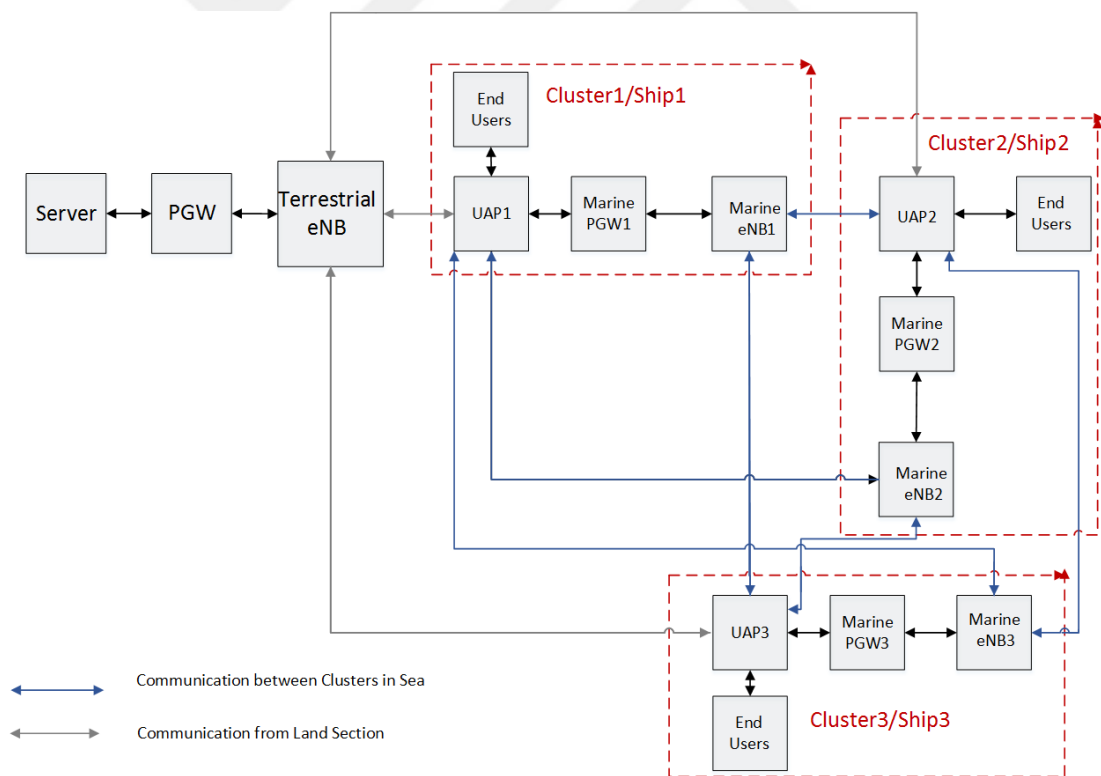 Cluster1/Ship1
End
Users
Cluster2/Ship2
Server
PGW
Terrestrial
eNB
UAP1
Marine
PGW1
Marine
eNB1
UAP2
End
Users
Marine
PGW2
Marine
eNB2
UAP3
Marine
PGW3
Marine
eNB3
Communication between Clusters in Sea
End
Users
Cluster3/Ship3
Communication from Land Section